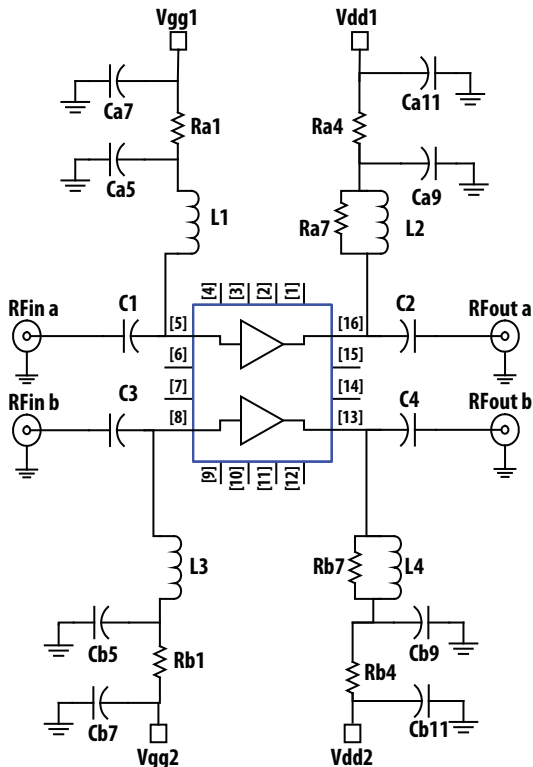 Vgg1 Vdd1
Ca7 Ca11
Ra1 Ra4
Ca5 Ca9
L1 Ra7 L2
[4] [3] [2] [1]
RFin a C1 [5] [16] C2 RFout a
[6] [15]
[7] [14]
RFin b C3 [8] [13] C4 RFout b
[9] [10] [11] [12]
L3 Rb7 L4
Cb5 Cb9
Rb1 Rb4
Cb7 Cb11
Vgg2 Vdd2